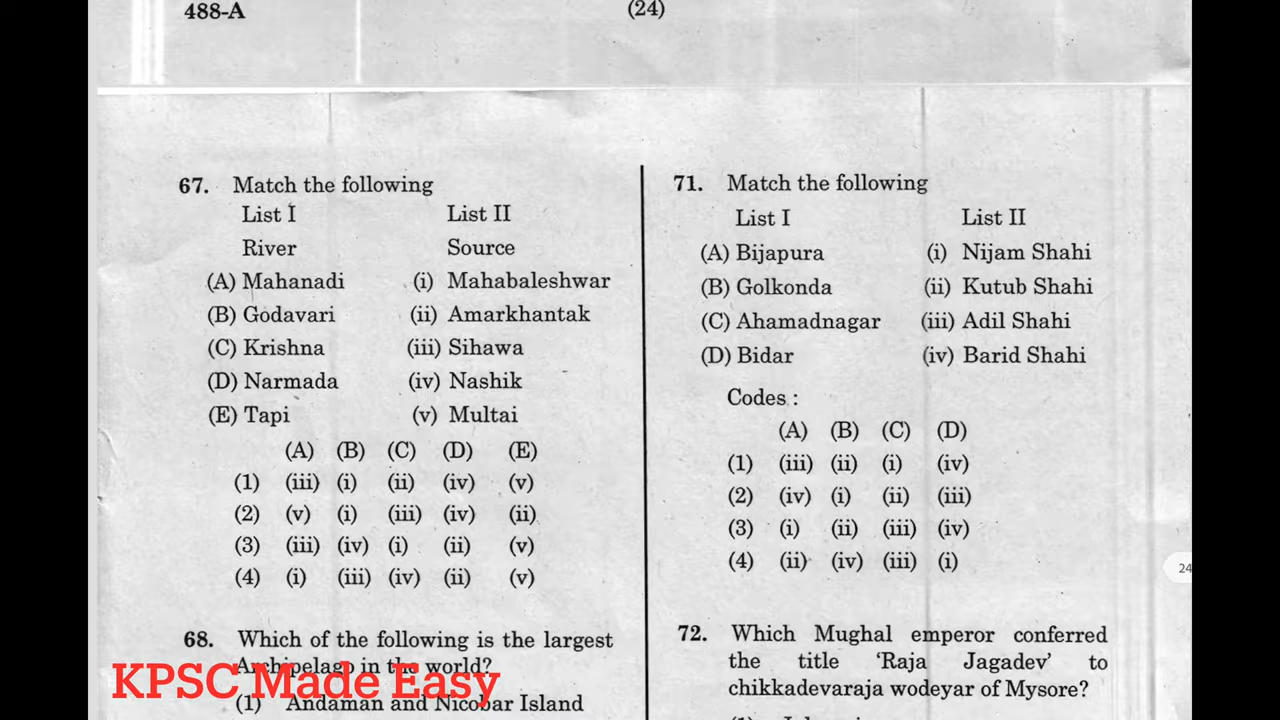 488-A
(24)
67. Match the following
List I List II
River Source
(A) Mahanadi (i) Mahabaleshwar
(B) Godavari (ii) Amarkhantak
(C) Krishna (iii) Sihawa
(D) Narmada (iv) Nashik
(E) Tapi (v) Multai
(A) (B) (C) (D) (E)
(1) (iii) (i) (ii) (iv) (v)
(2) (v) (i) (iii) (iv) (ii)
(3) (iii) (iv) (i) (ii) (v)
(4) (i) (iii) (iv) (ii) (v)
68. Which of the following is the largest
Archipelago in the world?
(1) Andaman and Nicobar Island
71. Match the following
List I List II
(A) Bijapura (i) Nijam Shahi
(B) Golkonda (ii) Kutub Shahi
(C) Ahamadnagar (iii) Adil Shahi
(D) Bidar (iv) Barid Shahi
Codes :
(A) (B) (C) (D)
(1) (iii) (ii) (i) (iv)
(2) (iv) (i) (ii) (iii)
(3) (i) (ii) (iii) (iv)
(4) (ii) (iv) (iii) (i)
72. Which Mughal emperor conferred
the title 'Raja Jagadev' to
chikkadevaraja wodeyar of Mysore?
24
KPSC Made Easy